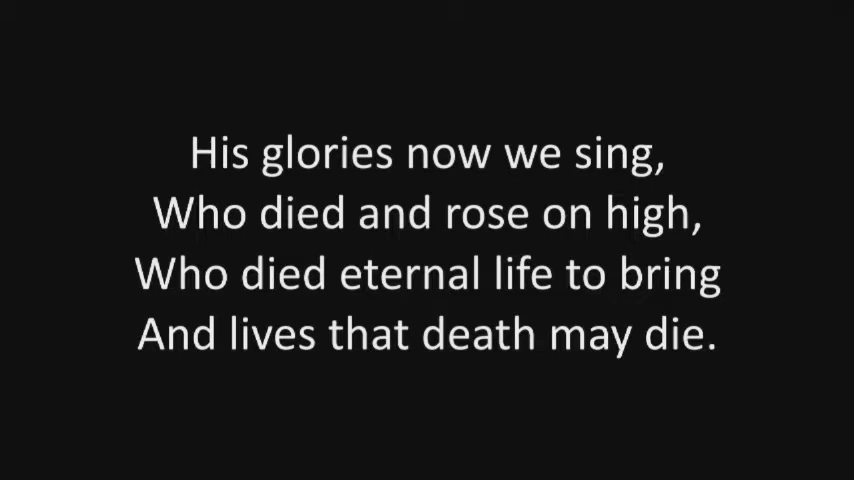 His glories now we sing,
Who died and rose on high,
Who died eternal life to bring
And lives that death may die.